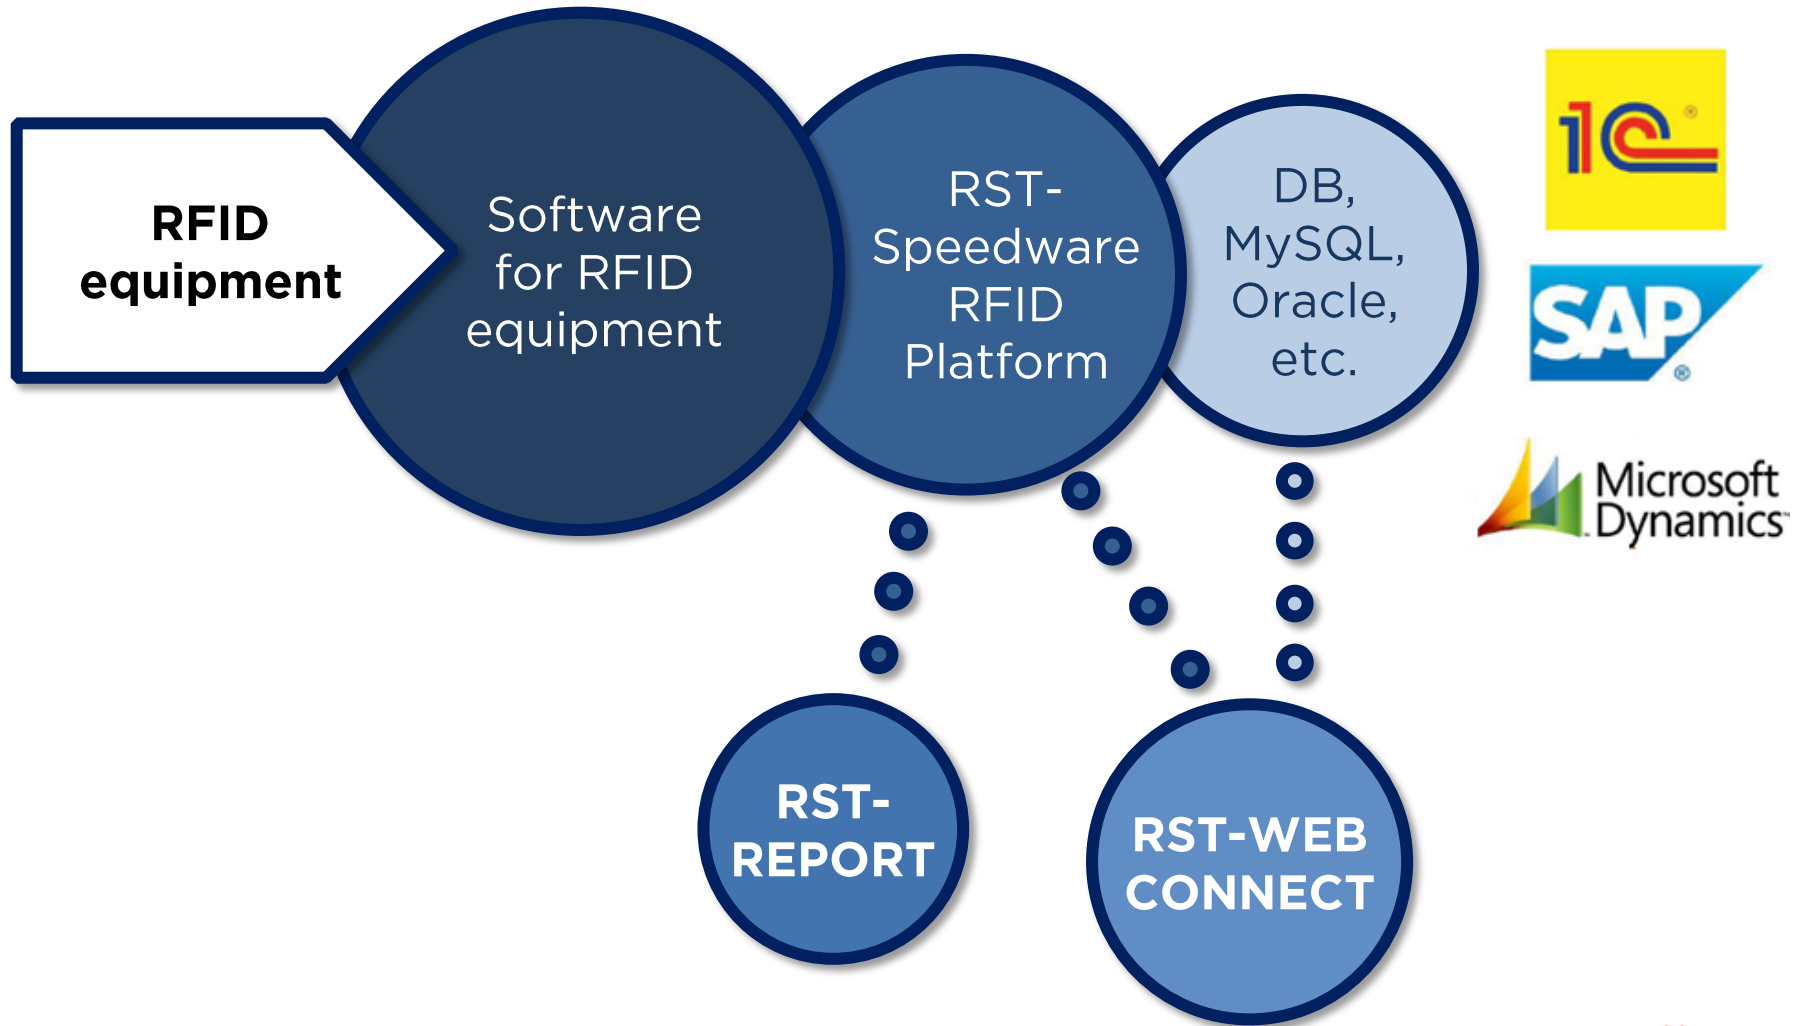 RFID
equipment
Software
for RFID
equipment
RST-
Speedware
RFID
Platform
DB,
MySQL,
Oracle,
etc.
1C®
SAP®
Microsoft
Dynamics™
RST-
REPORT
RST-WEB
CONNECT